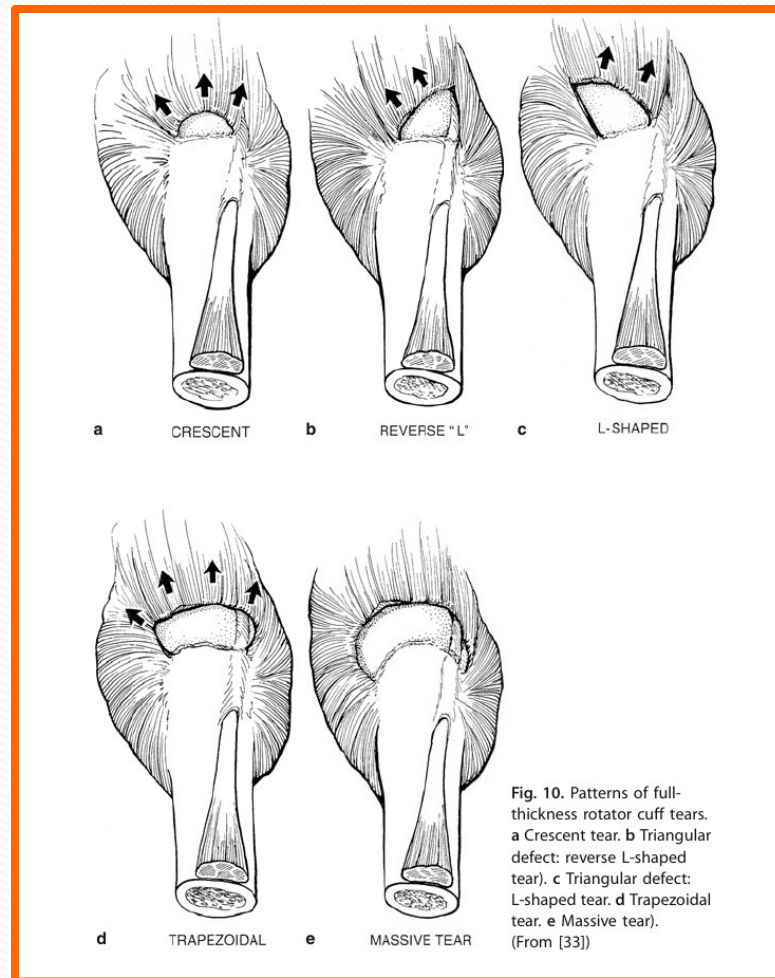 a CRESCENT b REVERSE "L" c L-SHAPED
d TRAPEZOIDAL e MASSIVE TEAR
Fig. 10. Patterns of full-
thickness rotator cuff tears.
a Crescent tear. b Triangular
defect: reverse L-shaped
tear). c Triangular defect:
L-shaped tear. d Trapezoidal
tear. e Massive tear).
(From [33])